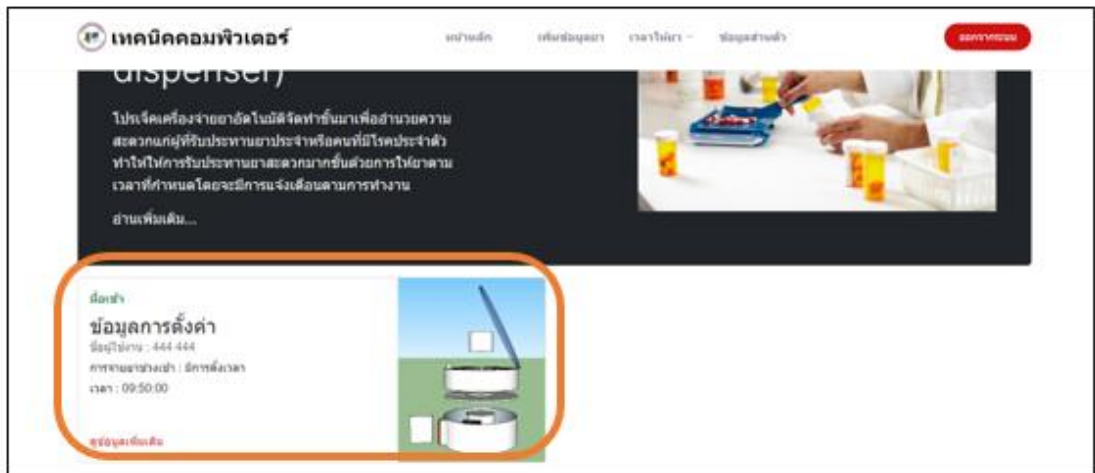 เทคนิคคอมพิวเตอร์
หน้าหลัก เพิ่มข้อมูลยา เวลาให้ยา ข้อมูลส่วนตัว
ออกจากระบบ
dispenser)
โปรเจ็คเครื่องจ่ายยาอัตโนมัติจัดทำขึ้นมาเพื่ออำนวยความ
สะดวกแก่ผู้ที่รับประทานยาประจำหรือคนที่มีโรคประจำตัว
ทำให้ให้การรับประทานยาสะดวกมากขึ้นด้วยการให้ยาตาม
เวลาที่กำหนดโดยจะมีการแจ้งเตือนตามการทำงาน
อ่านเพิ่มเติม...
มื้อเช้า
ข้อมูลการตั้งค่า
ชื่อผู้ใช้งาน : 444 444
การจ่ายยาช่วงเช้า : มีการตั้งเวลา
เวลา : 09:50:00
ดูข้อมูลเพิ่มเติม